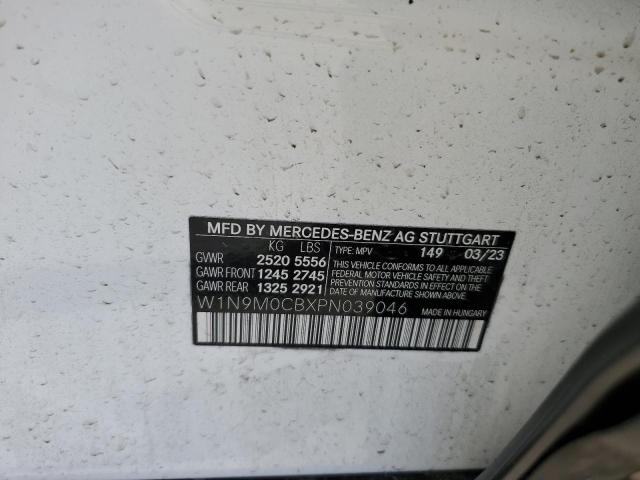 MFD BY MERCEDES-BENZ AG STUTTGART
KG LBS TYPE: MPV 149 03/23
GVWR 2520 5556 THIS VEHICLE CONFORMS TO ALL APPLICABLE
GAWR FRONT 1245 2745 FEDERAL MOTOR VEHICLE SAFETY, BUMPER, AND
GAWR REAR 1325 2921 THEFT PREVENTION STANDARDS IN EFFECT ON THE
DATE OF MANUFACTURE SHOWN ABOVE.
W1N9M0CBXPN039046 MADE IN HUNGARY